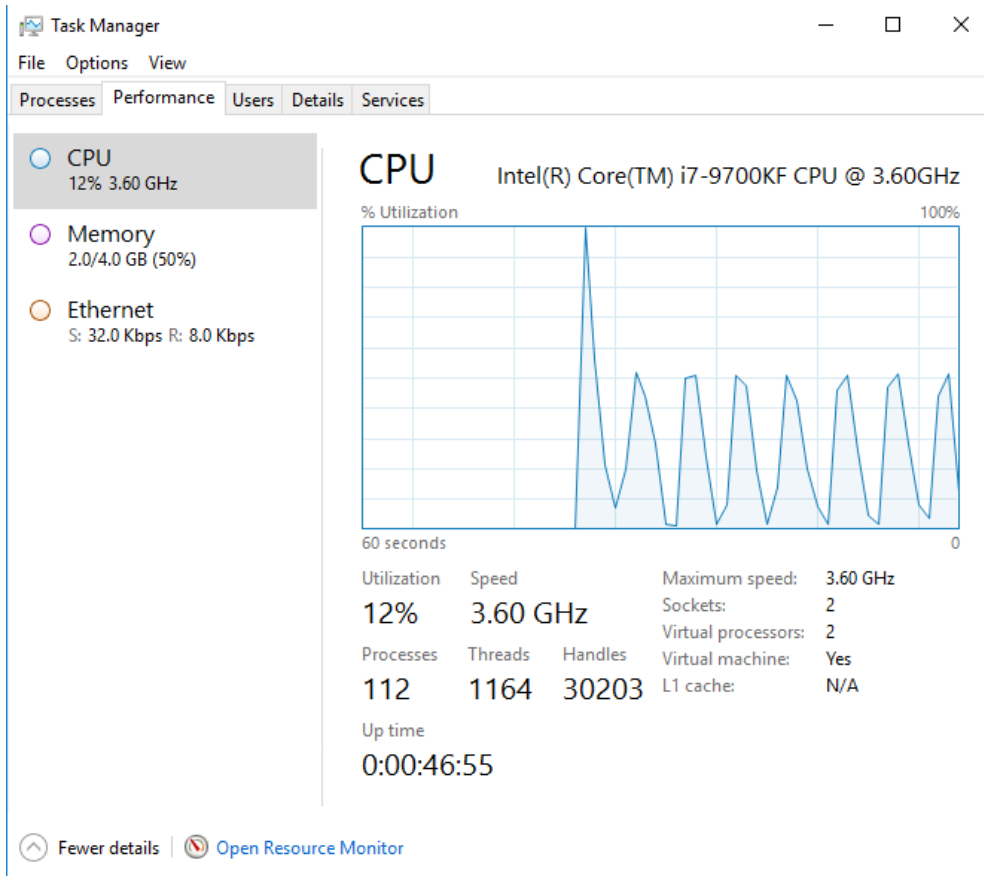 Task Manager
File Options View
Processes Performance Users Details Services
CPU
12% 3.60 GHz
Memory
2.0/4.0 GB (50%)
Ethernet
S: 32.0 Kbps R: 8.0 Kbps
CPU Intel(R) Core(TM) i7-9700KF CPU @ 3.60GHz
% Utilization 100%
60 seconds 0
Utilization Speed
12% 3.60 GHz
Processes Threads Handles
112 1164 30203
Up time
0:00:46:55
Maximum speed: 3.60 GHz
Sockets: 2
Virtual processors: 2
Virtual machine: Yes
L1 cache: N/A
Fewer details Open Resource Monitor